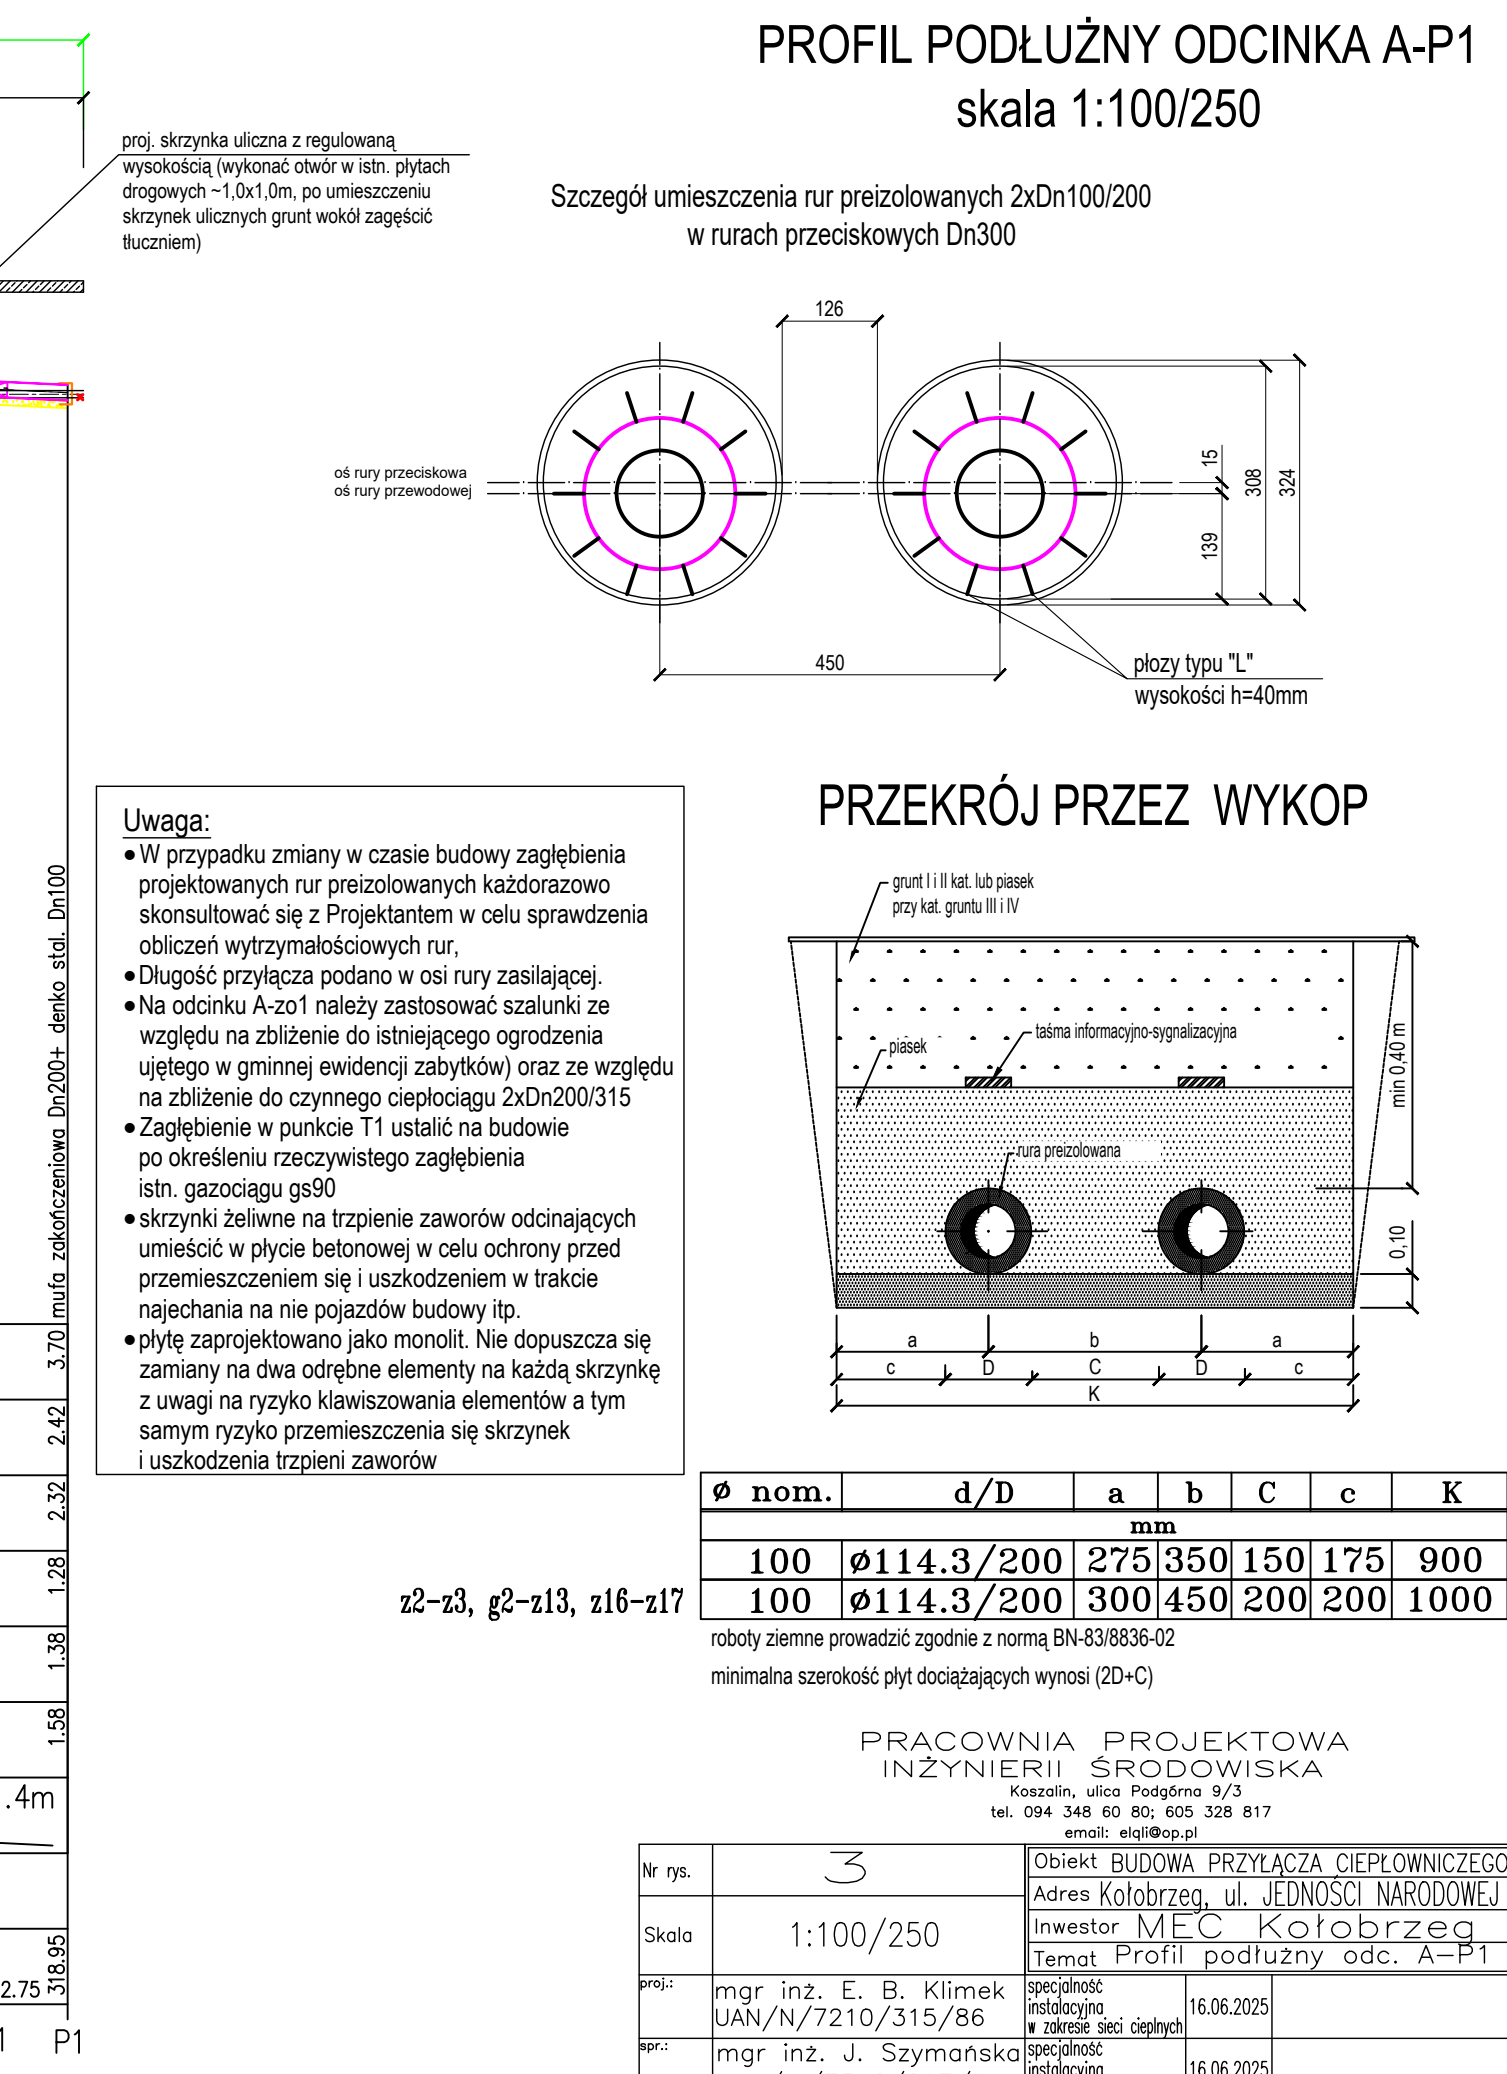 PROFIL PODŁUŻNY ODCINKA A-P1
skala 1:100/250
proj. skrzynka uliczna z regulowaną
wysokością (wykonać otwór w istn. płytach
drogowych ~1,0x1,0m, po umieszczeniu
skrzynek ulicznych grunt wokół zagęścić
tłuczniem)
Szczegół umieszczenia rur preizolowanych 2xDn100/200
w rurach przeciskowych Dn300
126
oś rury przeciskowa
oś rury przewodowej
15
308
324
139
450
płozy typu "L"
wysokości h=40mm
Uwaga:
• W przypadku zmiany w czasie budowy zagłębienia
projektowanych rur preizolowanych każdorazowo
skonsultować się z Projektantem w celu sprawdzenia
obliczeń wytrzymałościowych rur,
• Długość przyłącza podano w osi rury zasilającej.
• Na odcinku A-zo1 należy zastosować szalunki ze
względu na zbliżenie do istniejącego ogrodzenia
ujętego w gminnej ewidencji zabytków) oraz ze względu
na zbliżenie do czynnego ciepłociągu 2xDn200/315
• Zagłębienie w punkcie T1 ustalić na budowie
po określeniu rzeczywistego zagłębienia
istn. gazociągu gs90
• skrzynki żeliwne na trzpienie zaworów odcinających
umieścić w płycie betonowej w celu ochrony przed
przemieszczeniem się i uszkodzeniem w trakcie
najechania na nie pojazdów budowy itp.
• płytę zaprojektowano jako monolit. Nie dopuszcza się
zamiany na dwa odrębne elementy na każdą skrzynkę
z uwagi na ryzyko klawiszowania elementów a tym
samym ryzyko przemieszczenia się skrzynek
i uszkodzenia trzpieni zaworów
mufa zakończeniowa Dn200+ denko stal. Dn100
3.70
2.42
2.32
1.28
1.38
1.58
.4m
2.75
318.95
P1
PRZEKRÓJ PRZEZ WYKOP
grunt I i II kat. lub piasek
przy kat. gruntu III i IV
taśma informacyjno-sygnalizacyjna
piasek
rura preizolowana
min 0,40 m
0,10
a b a
c D C D c
K
ø nom. d/D a b C c K
mm
100 ø114.3/200 275 350 150 175 900
z2-z3, g2-z13, z16-z17 100 ø114.3/200 300 450 200 200 1000
roboty ziemne prowadzić zgodnie z normą BN-83/8836-02
minimalna szerokość płyt dociążających wynosi (2D+C)
PRACOWNIA PROJEKTOWA
INŻYNIERII ŚRODOWISKA
Koszalin, ulica Podgórna 9/3
tel. 094 348 60 80; 605 328 817
email: elqli@op.pl
Nr rys. 3
Obiekt BUDOWA PRZYŁĄCZA CIEPŁOWNICZEGO
Adres Kołobrzeg, ul. JEDNOŚCI NARODOWEJ
Skala 1:100/250
Inwestor MEC Kołobrzeg
Temat Profil podłużny odc. A-P1
proj.: mgr inż. E. B. Klimek
UAN/N/7210/315/86
specjalność
instalacyjna
w zakresie sieci cieplnych
16.06.2025
spr.: mgr inż. J. Szymańska
specjalność
instalacyjna
16.06.2025